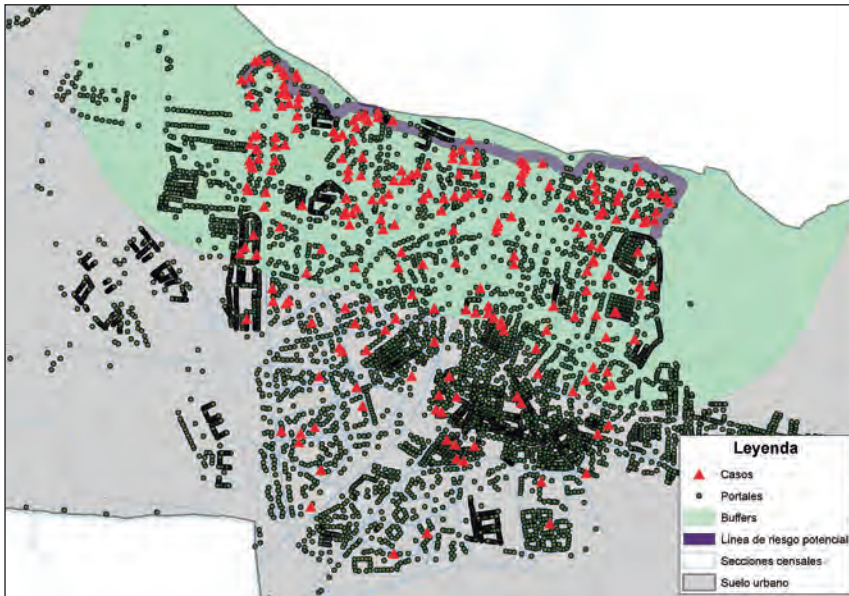 Leyenda
Casos
Portales
Buffers
Línea de riesgo potencial
Secciones censales
Suelo urbano